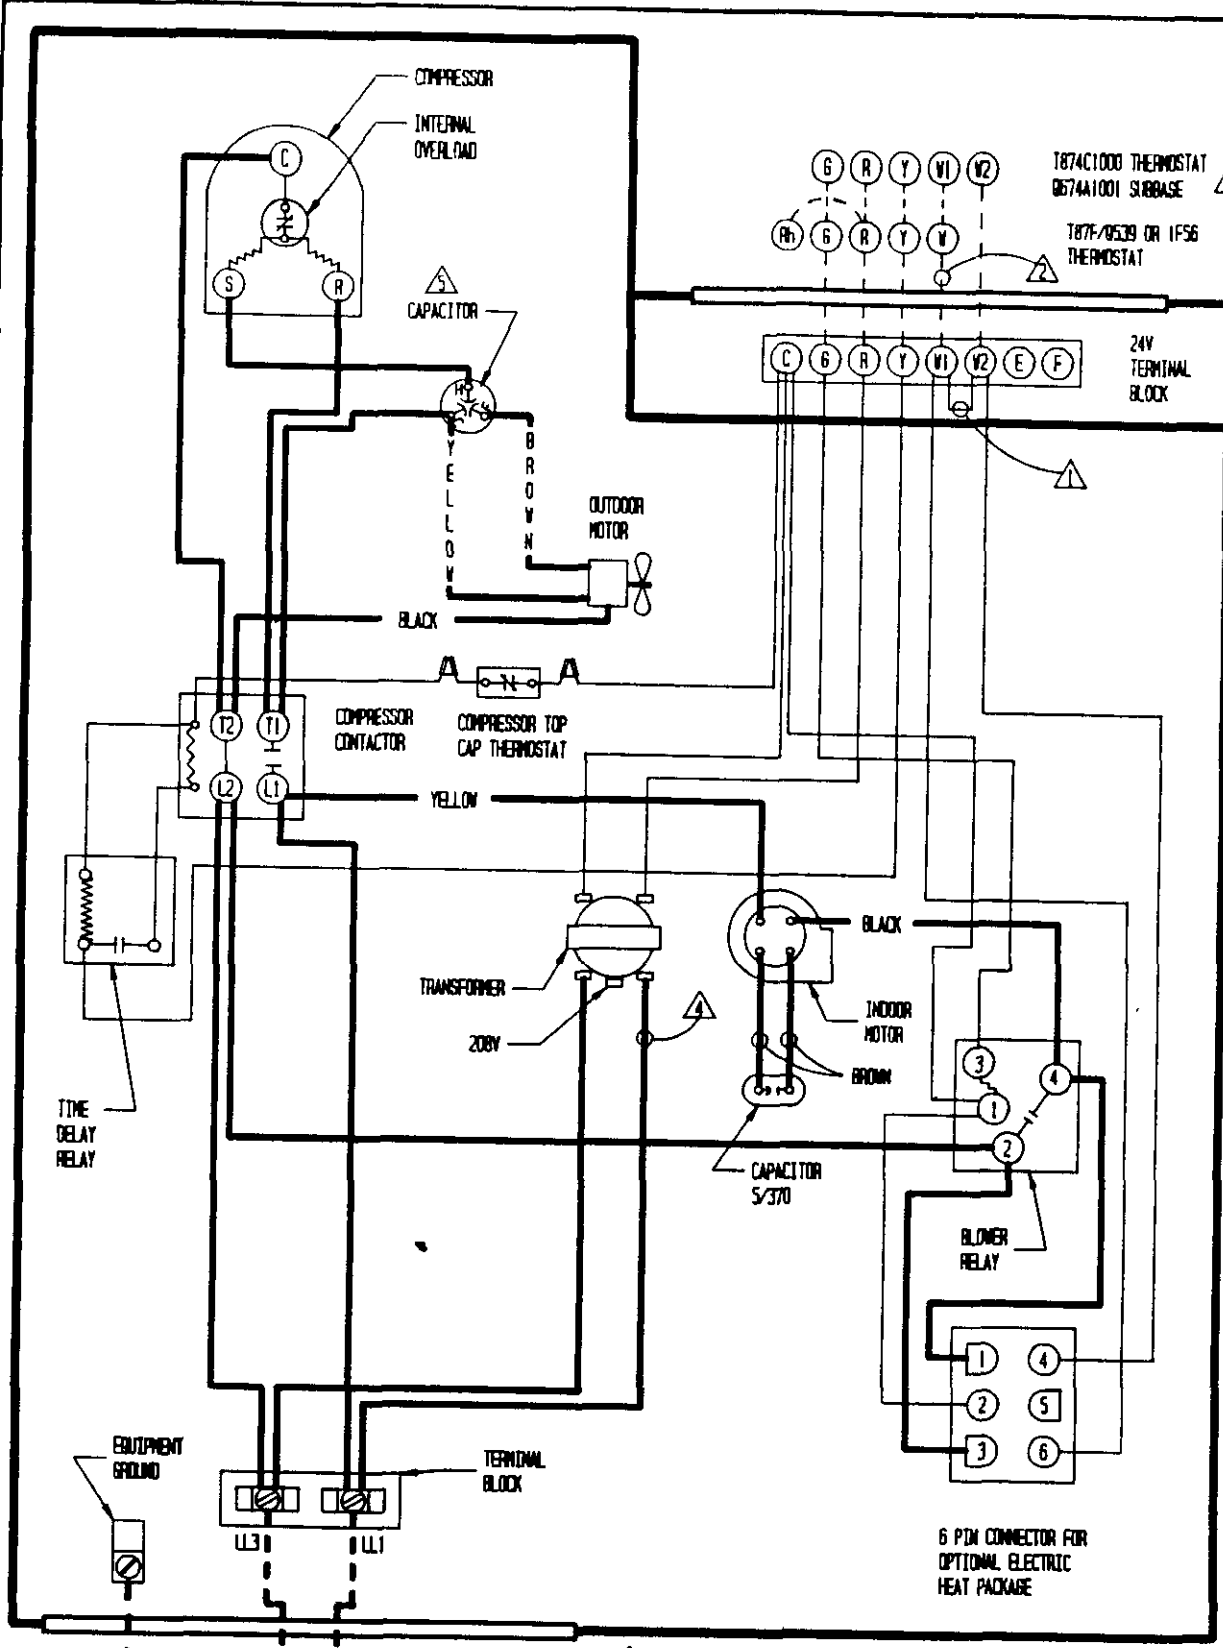 COMPRESSOR
INTERNAL
OVERLOAD
C
S
R
5
CAPACITOR
H
C
YELLOW
BROWN
OUTDOOR
MOTOR
BLACK
G R Y W1 W2
T874C1000 THERMOSTAT
Q674A1001 SUBBASE
Rh G R Y W
T87F/Q539 OR 1F56
THERMOSTAT
2
C G R Y W1 W2 E F
24V
TERMINAL
BLOCK
1
T2 T1
L2 L1
COMPRESSOR
CONTACTOR
COMPRESSOR TOP
CAP THERMOSTAT
YELLOW
TIME
DELAY
RELAY
TRANSFORMER
208V
4
BLACK
INDOOR
MOTOR
BROWN
CAPACITOR
5/370
3
4
1
2
BLOWER
RELAY
1 4
2 5
3 6
6 PIN CONNECTOR FOR
OPTIONAL ELECTRIC
HEAT PACKAGE
EQUIPMENT
GROUND
TERMINAL
BLOCK
LL3 LL1